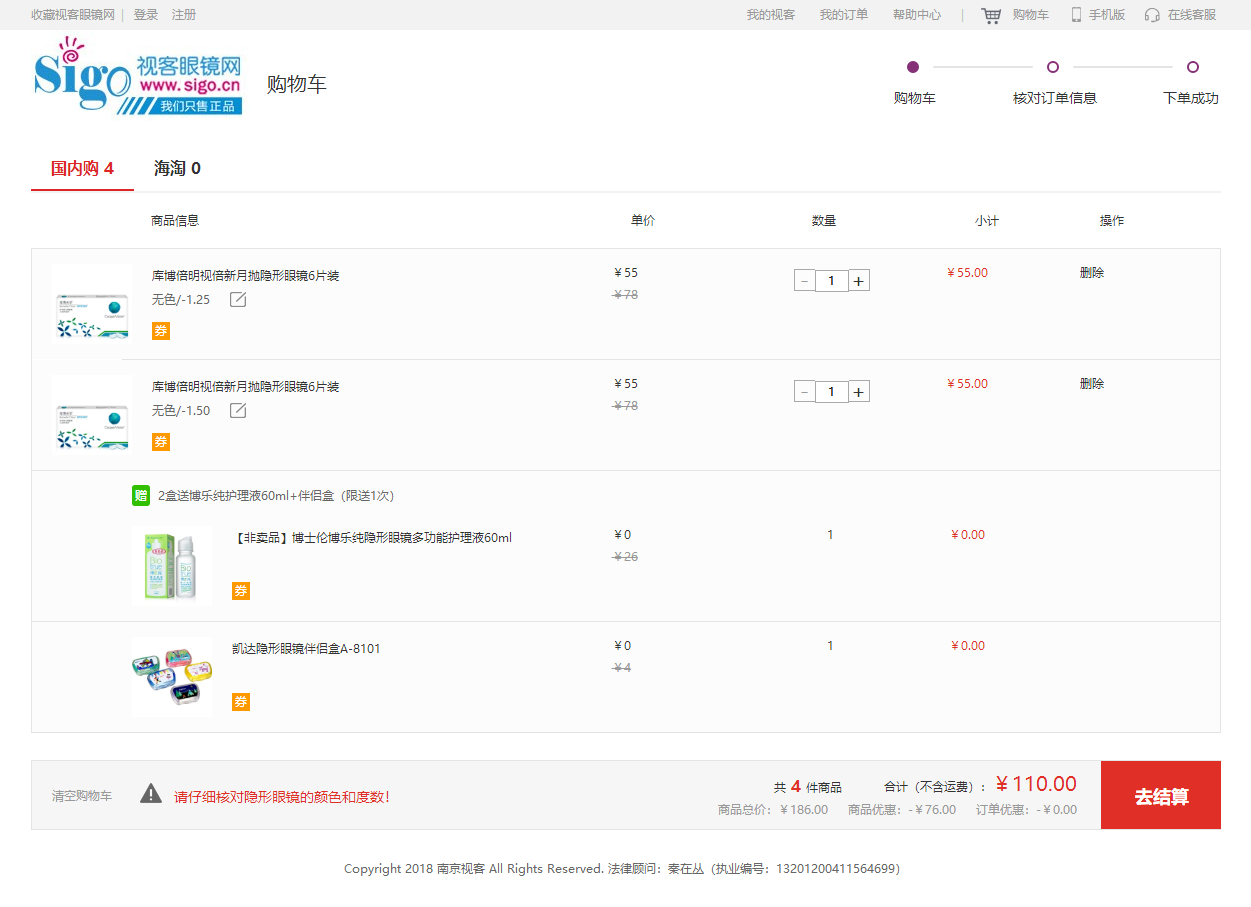 收藏视客眼镜网 | 登录 注册 我的视客 我的订单 帮助中心 | 购物车 手机版 在线客服
Sigo 视客眼镜网
www.sigo.cn
我们只售正品
购物车
购物车 核对订单信息 下单成功
国内购 4 海淘 0
商品信息 单价 数量 小计 操作
库博倍明视倍新月抛隐形眼镜6片装 ￥55 - 1 + ￥55.00 删除
无色/-1.25 ￥78
券
库博倍明视倍新月抛隐形眼镜6片装 ￥55 - 1 + ￥55.00 删除
无色/-1.50 ￥78
券
赠 2盒送博乐纯护理液60ml+伴侣盒（限送1次）
【非卖品】博士伦博乐纯隐形眼镜多功能护理液60ml ￥0 1 ￥0.00
￥26
券
凯达隐形眼镜伴侣盒A-8101 ￥0 1 ￥0.00
￥4
券
清空购物车 请仔细核对隐形眼镜的颜色和度数！
共 4 件商品 合计（不含运费）：￥110.00
商品总价：￥186.00 商品优惠：-￥76.00 订单优惠：-￥0.00
去结算
Copyright 2018 南京视客 All Rights Reserved. 法律顾问：秦在丛（执业编号：13201200411564699）